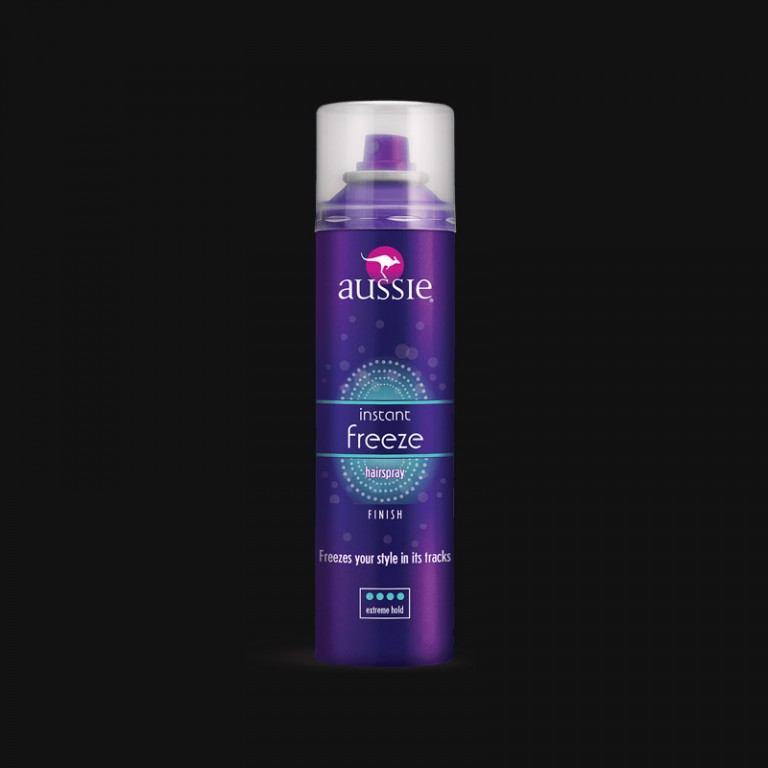 aussie®
instant
freeze
hairspray
FINISH
Freezes your style in its tracks
extreme hold